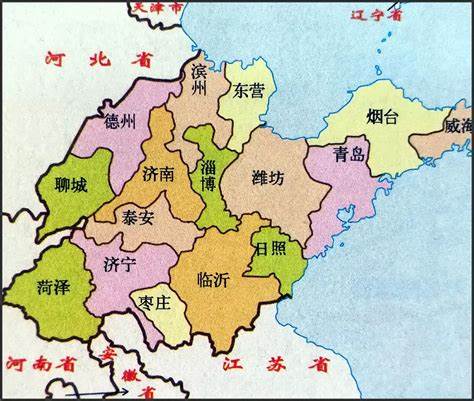 天津市
辽宁省
河北省
滨州
东营
德州
烟台
威海
青岛
聊城
济南
淄博
潍坊
泰安
日照
济宁
临沂
菏泽
枣庄
河南省
安徽省
江苏省